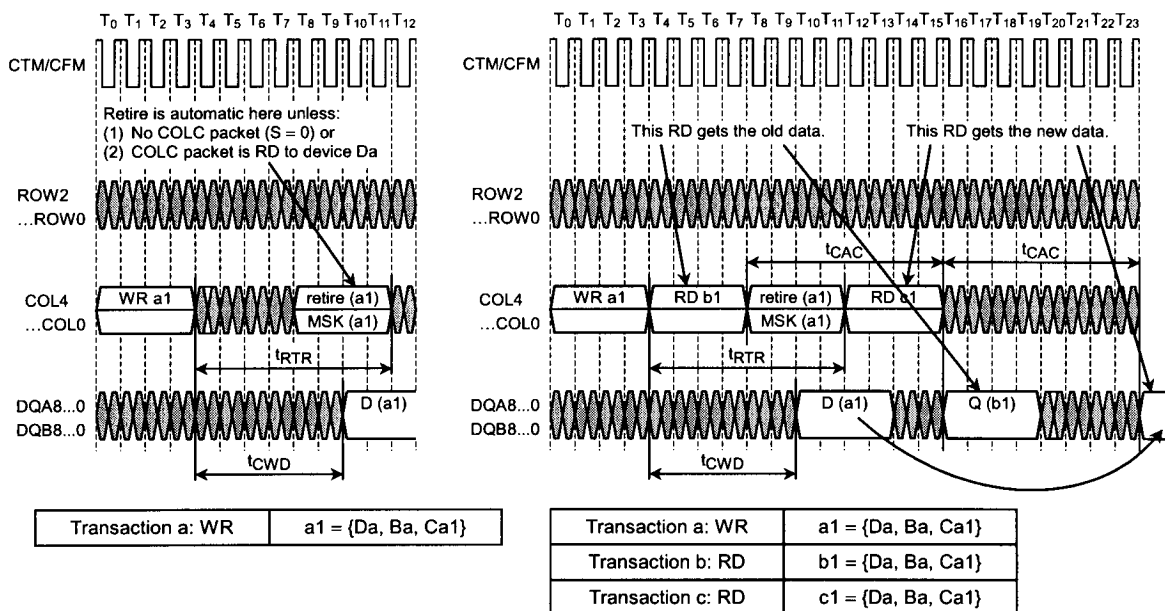 T0 T1 T2 T3 T4 T5 T6 T7 T8 T9 T10 T11 T12
CTM/CFM
Retire is automatic here unless:
(1) No COLC packet (S = 0) or
(2) COLC packet is RD to device Da
ROW2
...ROW0
COL4
...COL0
WR a1
retire (a1)
MSK (a1)
tRTR
DQA8...0
DQB8...0
D (a1)
tCWD
Transaction a: WR
a1 = {Da, Ba, Ca1}
T0 T1 T2 T3 T4 T5 T6 T7 T8 T9 T10 T11 T12 T13 T14 T15 T16 T17 T18 T19 T20 T21 T22 T23
CTM/CFM
This RD gets the old data.
This RD gets the new data.
ROW2
...ROW0
tCAC
tCAC
COL4
...COL0
WR a1
RD b1
retire (a1)
RD c1
MSK (a1)
tRTR
DQA8...0
DQB8...0
D (a1)
Q (b1)
tCWD
Transaction a: WR
a1 = {Da, Ba, Ca1}
Transaction b: RD
b1 = {Da, Ba, Ca1}
Transaction c: RD
c1 = {Da, Ba, Ca1}